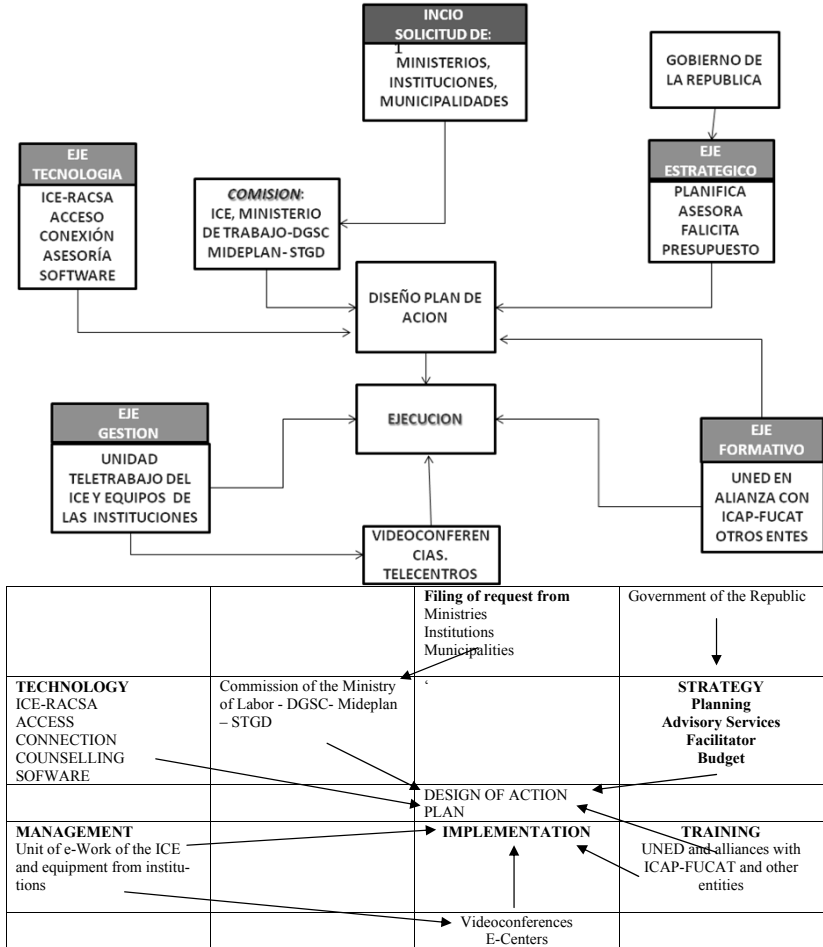 INCIO
SOLICITUD DE:
1
MINISTERIOS,
INSTITUCIONES,
MUNICIPALIDADES
GOBIERNO DE
LA REPUBLICA
EJE
TECNOLOGIA
ICE-RACSA
ACCESO
CONEXIÓN
ASESORÍA
SOFTWARE
COMISION:
ICE, MINISTERIO
DE TRABAJO-DGSC
MIDEPLAN- STGD
EJE
ESTRATEGICO
PLANIFICA
ASESORA
FALICITA
PRESUPUESTO
DISEÑO PLAN DE
ACION
EJECUCION
EJE
GESTION
UNIDAD
TELETRABAJO DEL
ICE Y EQUIPOS DE
LAS INSTITUCIONES
EJE
FORMATIVO
UNED EN
ALIANZA CON
ICAP-FUCAT
OTROS ENTES
VIDEOCONFEREN
CIAS.
TELECENTROS
Filing of request from
Ministries
Institutions
Municipalities
Government of the Republic
TECHNOLOGY
ICE-RACSA
ACCESS
CONNECTION
COUNSELLING
SOFWARE
Commission of the Ministry
of Labor - DGSC- Mideplan
– STGD
‘
STRATEGY
Planning
Advisory Services
Facilitator
Budget
DESIGN OF ACTION
PLAN
MANAGEMENT
Unit of e-Work of the ICE
and equipment from institu-
tions
IMPLEMENTATION
TRAINING
UNED and alliances with
ICAP-FUCAT and other
entities
Videoconferences
E-Centers